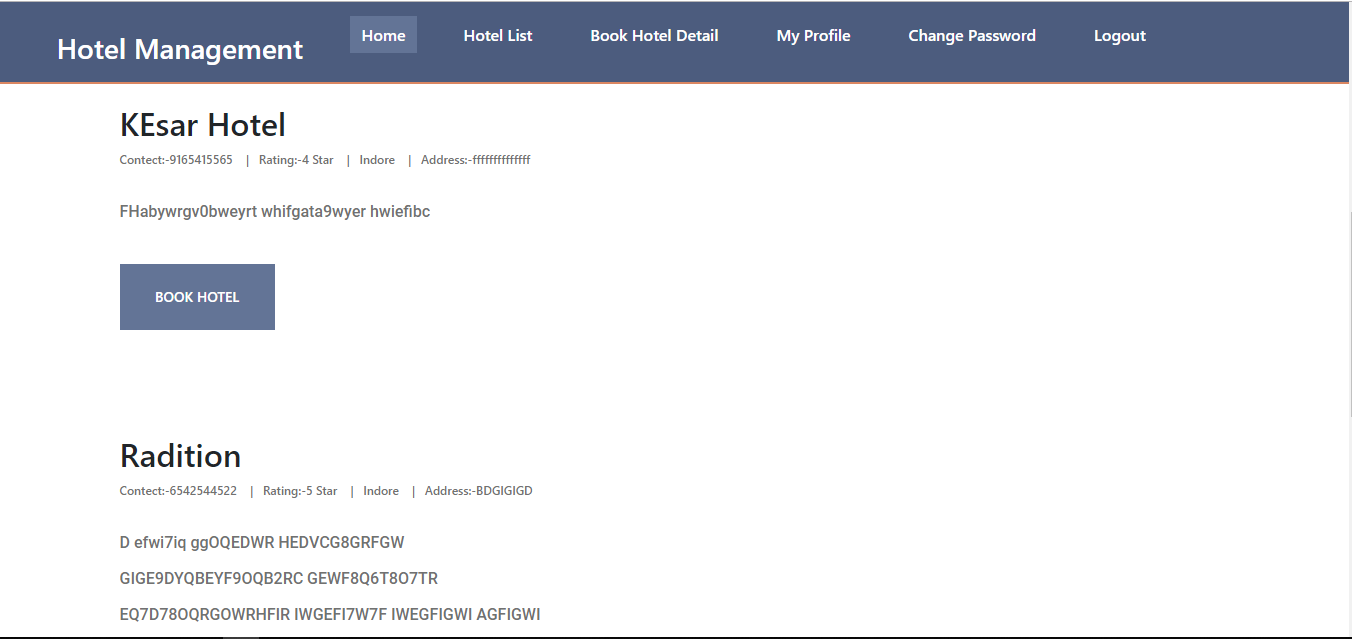 Hotel Management
Home Hotel List Book Hotel Detail My Profile Change Password Logout
KEsar Hotel
Contect:-9165415565 | Rating:-4 Star | Indore | Address:-ffffffffffffff
FHabywrgv0bweyrt whifgata9wyer hwiefibc
BOOK HOTEL
Radition
Contect:-6542544522 | Rating:-5 Star | Indore | Address:-BDGIGIGD
D efwi7iq ggOQEDWR HEDVCG8GRFGW
GIGE9DYQBEYF9OQB2RC GEWF8Q6T8O7TR
EQ7D78OQRGOWRHFIR IWGEFI7W7F IWEGFIGWI AGFIGWI